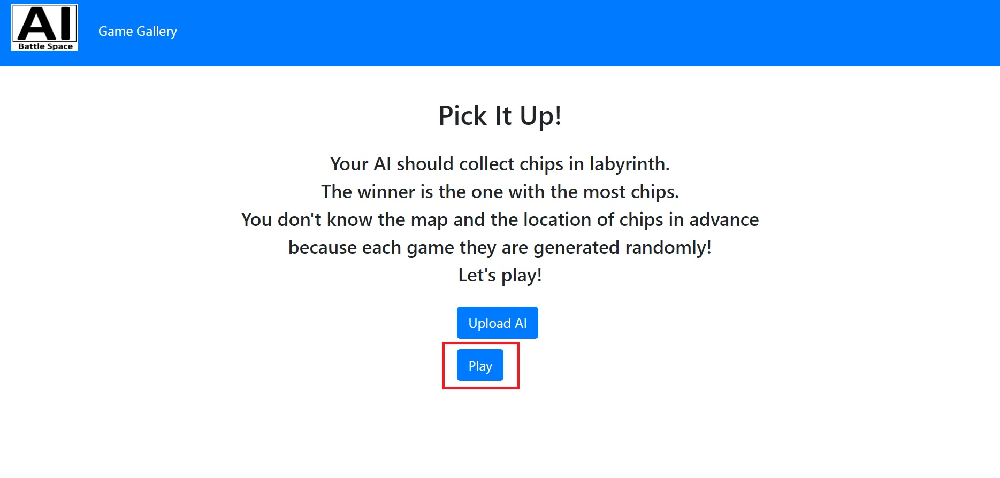 AI
Battle Space
Game Gallery
Pick It Up!
Your AI should collect chips in labyrinth.
The winner is the one with the most chips.
You don't know the map and the location of chips in advance
because each game they are generated randomly!
Let's play!
Upload AI
Play